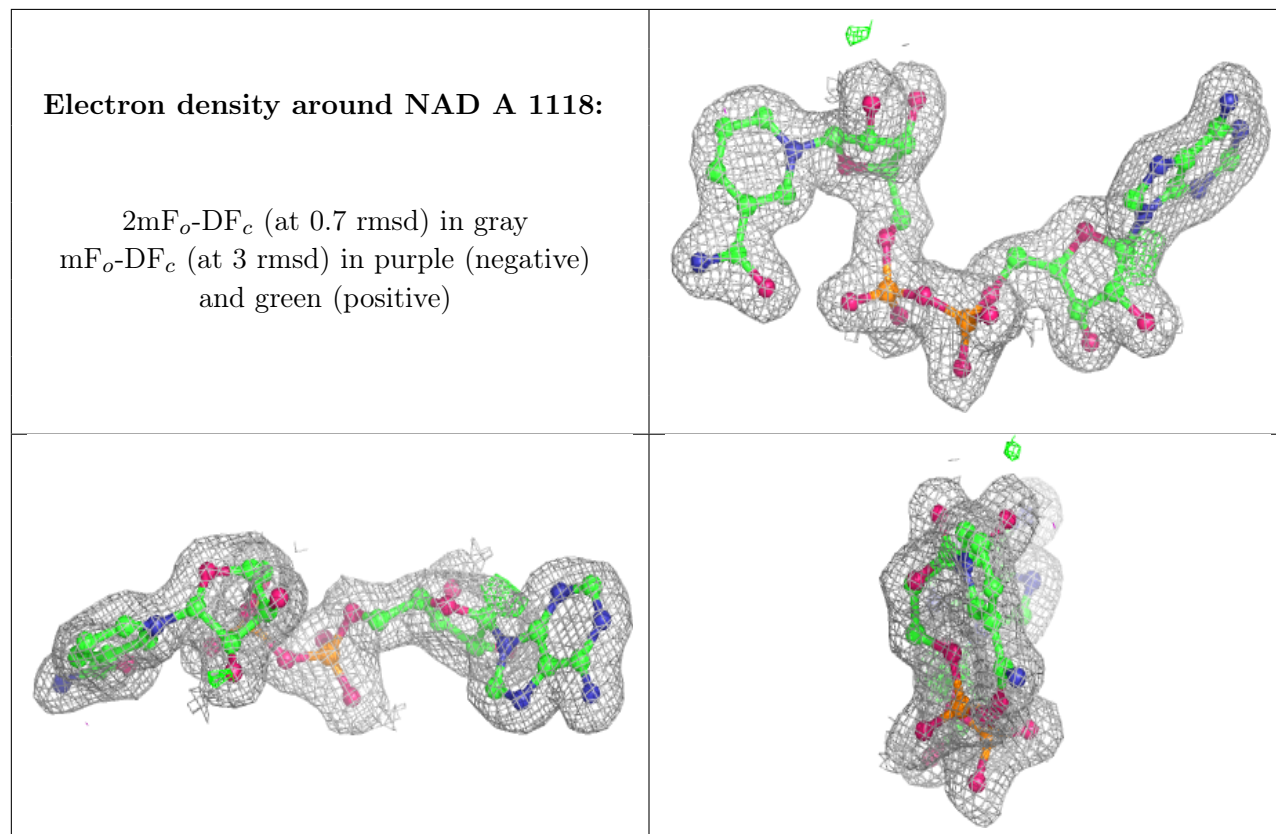 Electron density around NAD A 1118:
2mFo-DFc (at 0.7 rmsd) in gray
mFo-DFc (at 3 rmsd) in purple (negative)
and green (positive)